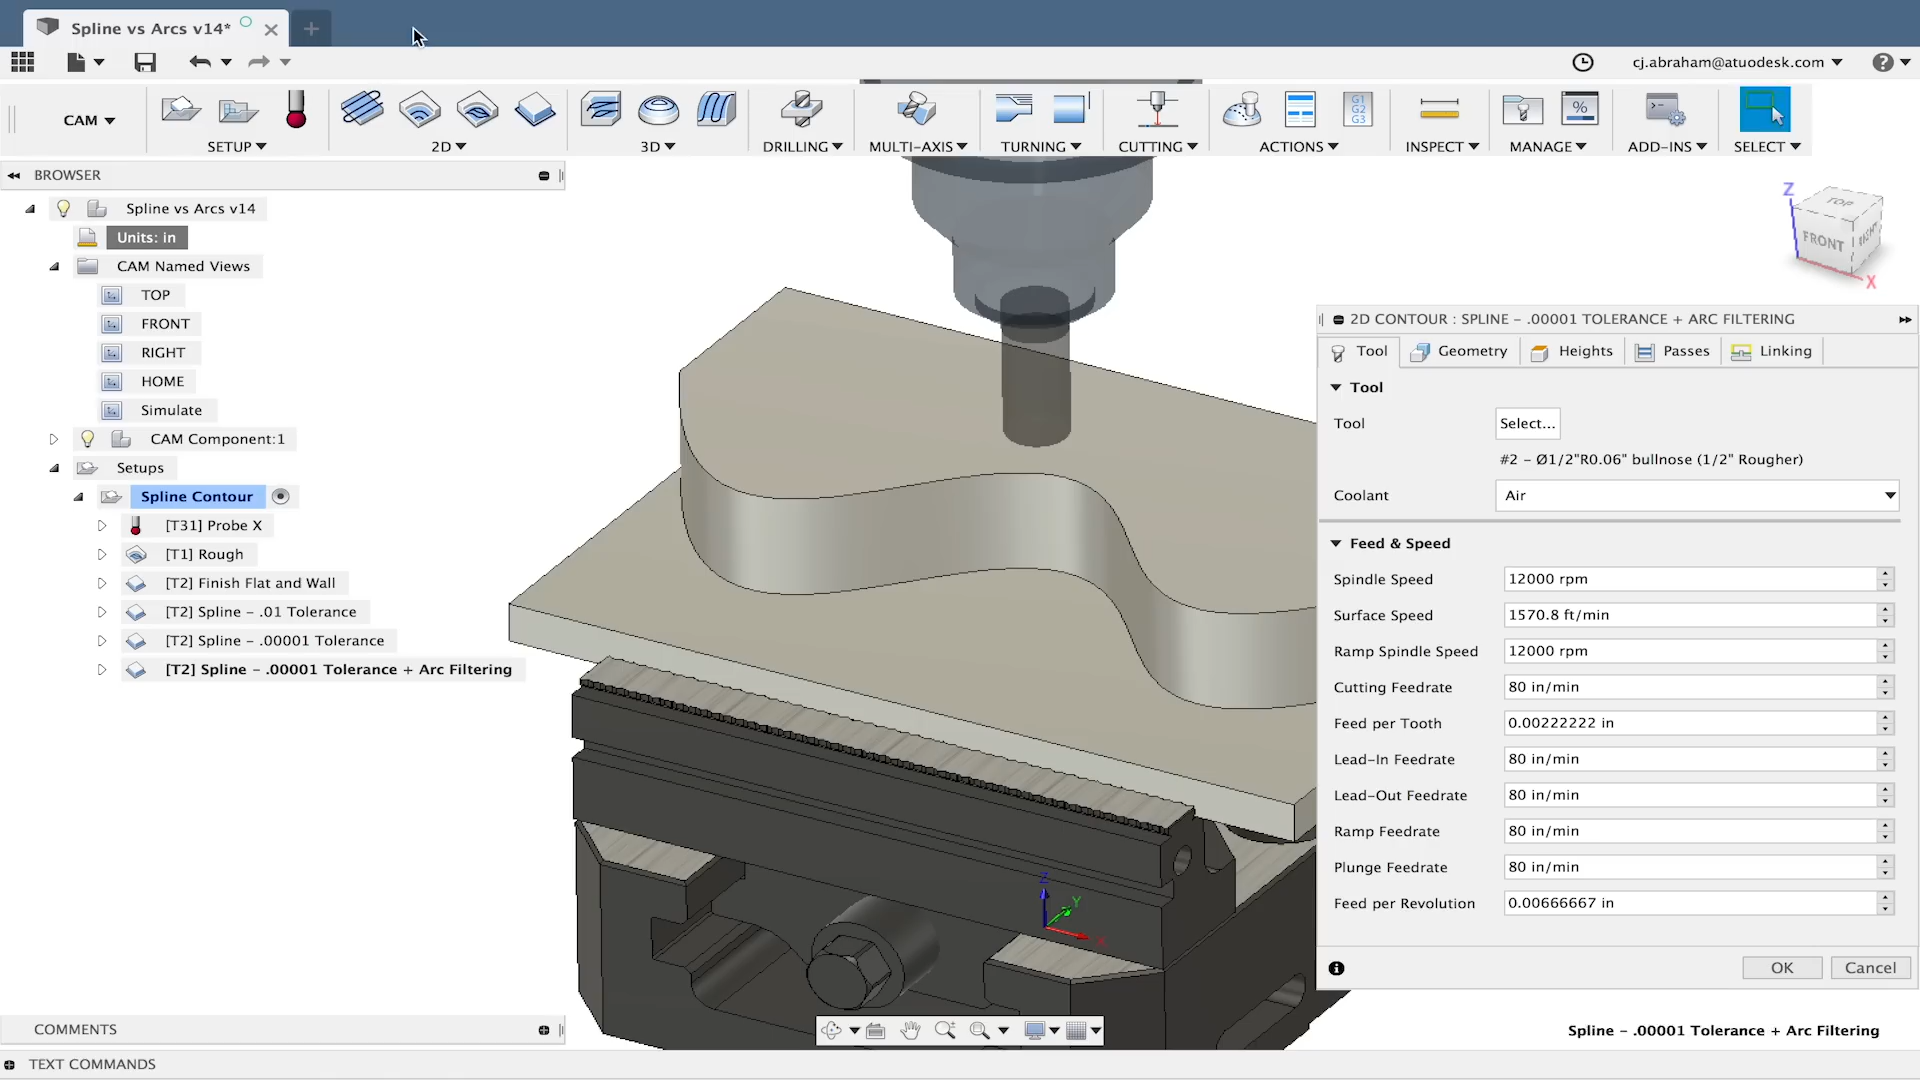 Spline vs Arcs v14*
cj.abraham@atuodesk.com
CAM
G1
G2
G3
%
SETUP
2D
3D
DRILLING
MULTI-AXIS
TURNING
CUTTING
ACTIONS
INSPECT
MANAGE
ADD-INS
SELECT
BROWSER
Spline vs Arcs v14
Units: in
CAM Named Views
TOP
FRONT
RIGHT
HOME
Simulate
CAM Component:1
Setups
Spline Contour
[T31] Probe X
[T1] Rough
[T2] Finish Flat and Wall
[T2] Spline - .01 Tolerance
[T2] Spline - .00001 Tolerance
[T2] Spline - .00001 Tolerance + Arc Filtering
Z
TOP
FRONT
RIGHT
X
2D CONTOUR : SPLINE - .00001 TOLERANCE + ARC FILTERING
Tool
Geometry
Heights
Passes
Linking
Tool
Tool
Select...
#2 - Ø1/2"R0.06" bullnose (1/2" Rougher)
Coolant
Air
Feed & Speed
Spindle Speed
12000 rpm
Surface Speed
1570.8 ft/min
Ramp Spindle Speed
12000 rpm
Cutting Feedrate
80 in/min
Feed per Tooth
0.00222222 in
Lead-In Feedrate
80 in/min
Lead-Out Feedrate
80 in/min
Ramp Feedrate
80 in/min
Plunge Feedrate
80 in/min
Feed per Revolution
0.00666667 in
OK
Cancel
Z
Y
X
COMMENTS
Spline - .00001 Tolerance + Arc Filtering
TEXT COMMANDS